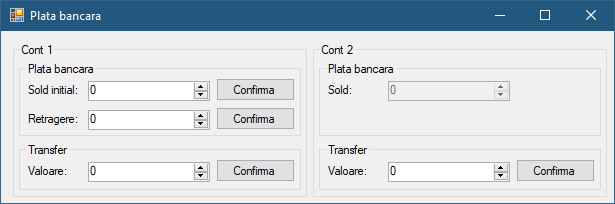 Plata bancara
Cont 1
Plata bancara
Sold initial: 0 Confirma
Retragere: 0 Confirma
Transfer
Valoare: 0 Confirma
Cont 2
Plata bancara
Sold: 0
Transfer
Valoare: 0 Confirma